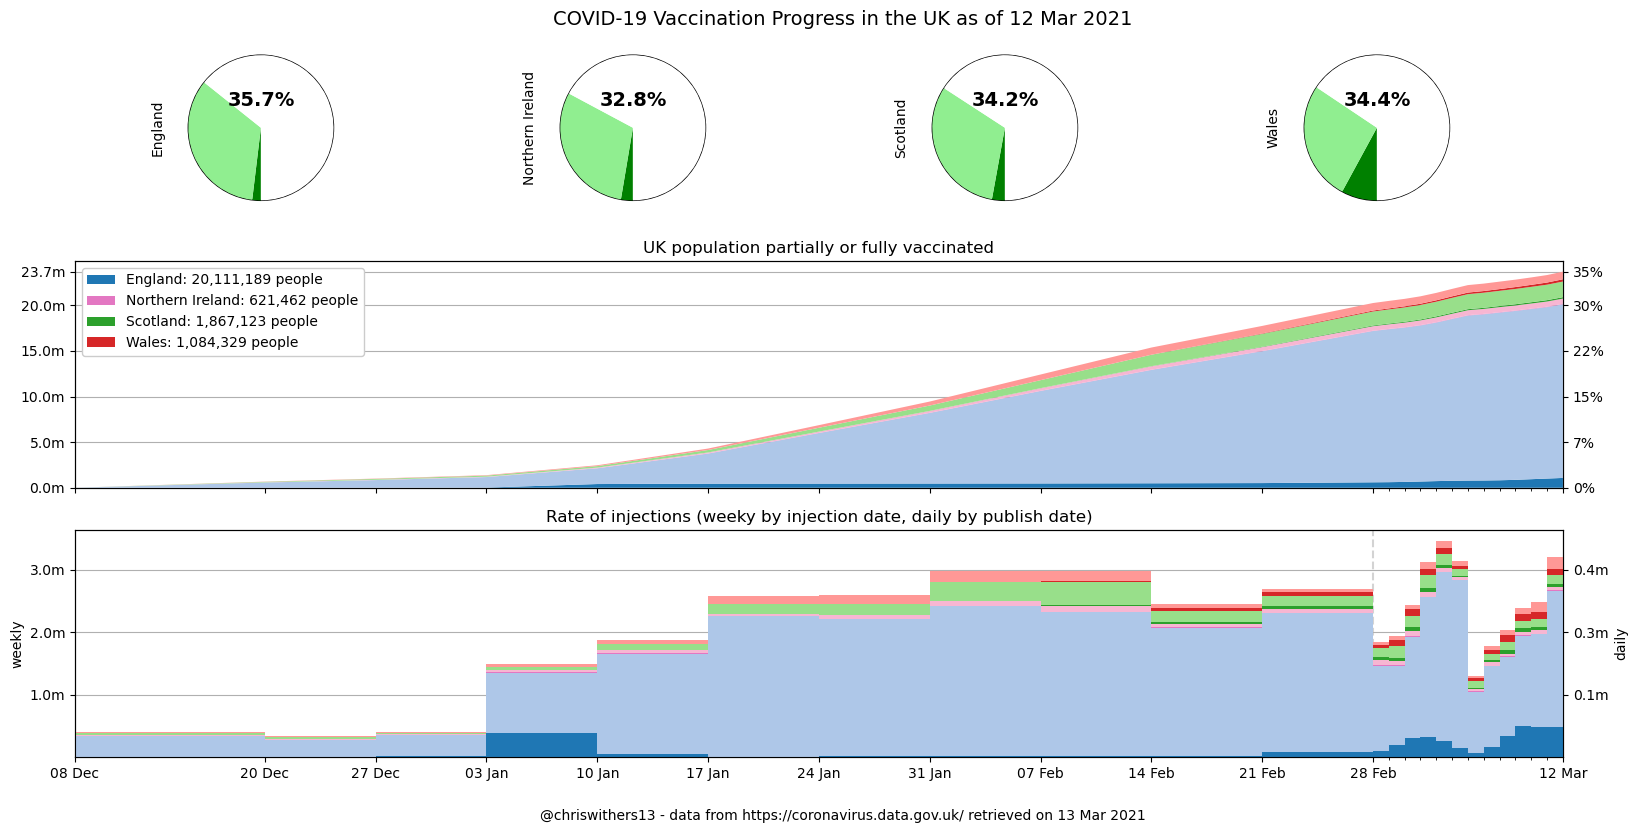 COVID-19 Vaccination Progress in the UK as of 12 Mar 2021
England
35.7%
Northern Ireland
32.8%
Scotland
34.2%
Wales
34.4%
UK population partially or fully vaccinated
England: 20,111,189 people
Northern Ireland: 621,462 people
Scotland: 1,867,123 people
Wales: 1,084,329 people
23.7m
20.0m
15.0m
10.0m
5.0m
0.0m
35%
30%
22%
15%
7%
0%
Rate of injections (weeky by injection date, daily by publish date)
weekly
3.0m
2.0m
1.0m
0.4m
0.3m
0.1m
daily
08 Dec 20 Dec 27 Dec 03 Jan 10 Jan 17 Jan 24 Jan 31 Jan 07 Feb 14 Feb 21 Feb 28 Feb 12 Mar
@chriswithers13 - data from https://coronavirus.data.gov.uk/ retrieved on 13 Mar 2021